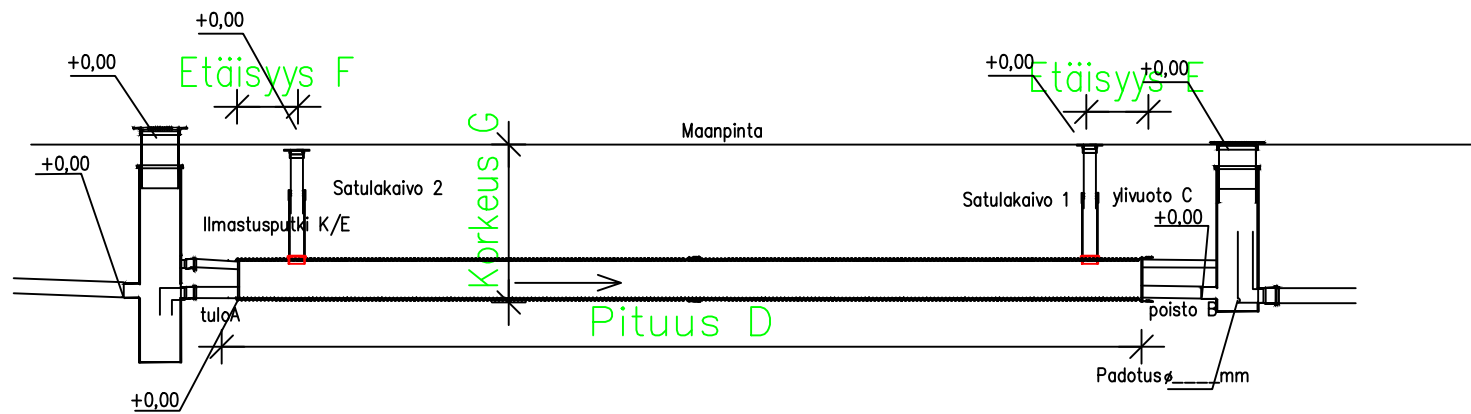 +0,00
Etäisyys F
+0,00
+0,00
Etäisyys E
+0,00
Maanpinta
+0,00
Korkeus G
Satulakaivo 2
Satulakaivo 1
ylivuoto C
+0,00
Ilmastusputki K/E
tuloA
Pituus D
poisto B
+0,00
Padotusø____mm